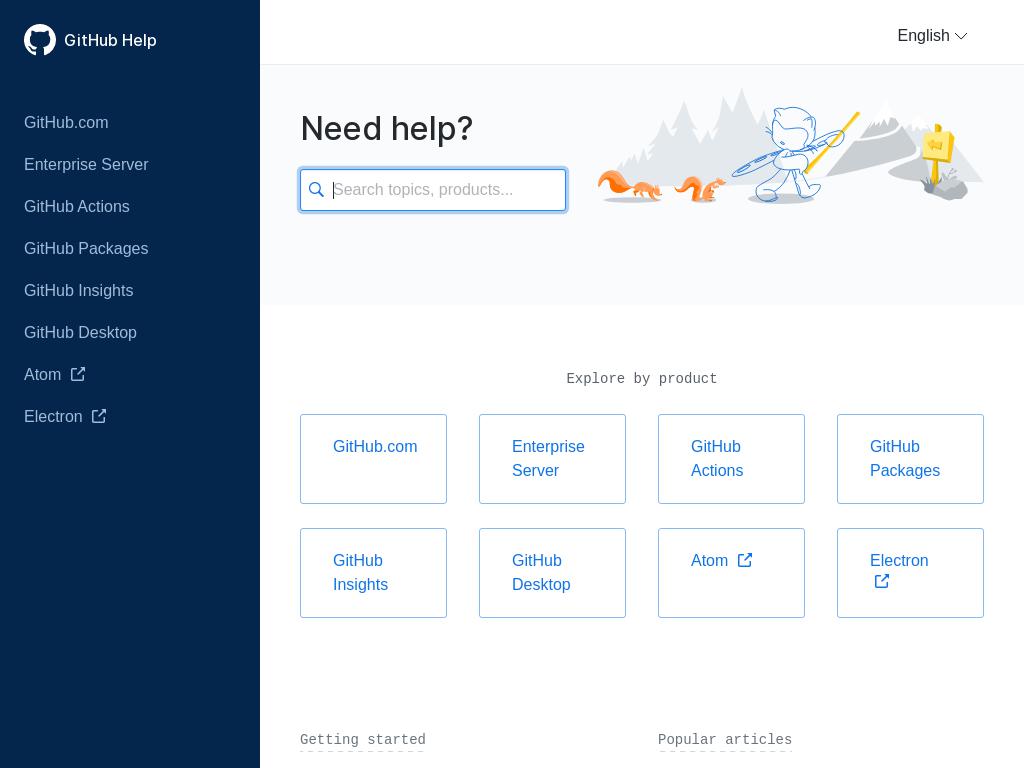 GitHub Help
GitHub.com
Enterprise Server
GitHub Actions
GitHub Packages
GitHub Insights
GitHub Desktop
Atom
Electron
English
Need help?
Search topics, products...
Explore by product
GitHub.com
Enterprise
Server
GitHub
Actions
GitHub
Packages
GitHub
Insights
GitHub
Desktop
Atom
Electron
Getting started
Popular articles